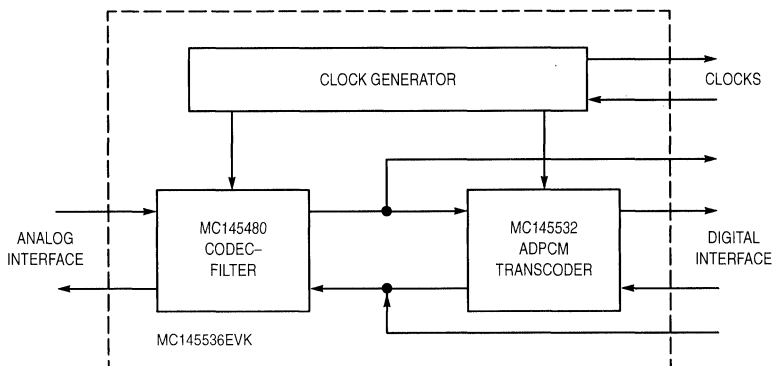 CLOCK GENERATOR
CLOCKS
MC145480
CODEC–
FILTER
MC145532
ADPCM
TRANSCODER
ANALOG
INTERFACE
DIGITAL
INTERFACE
MC145536EVK